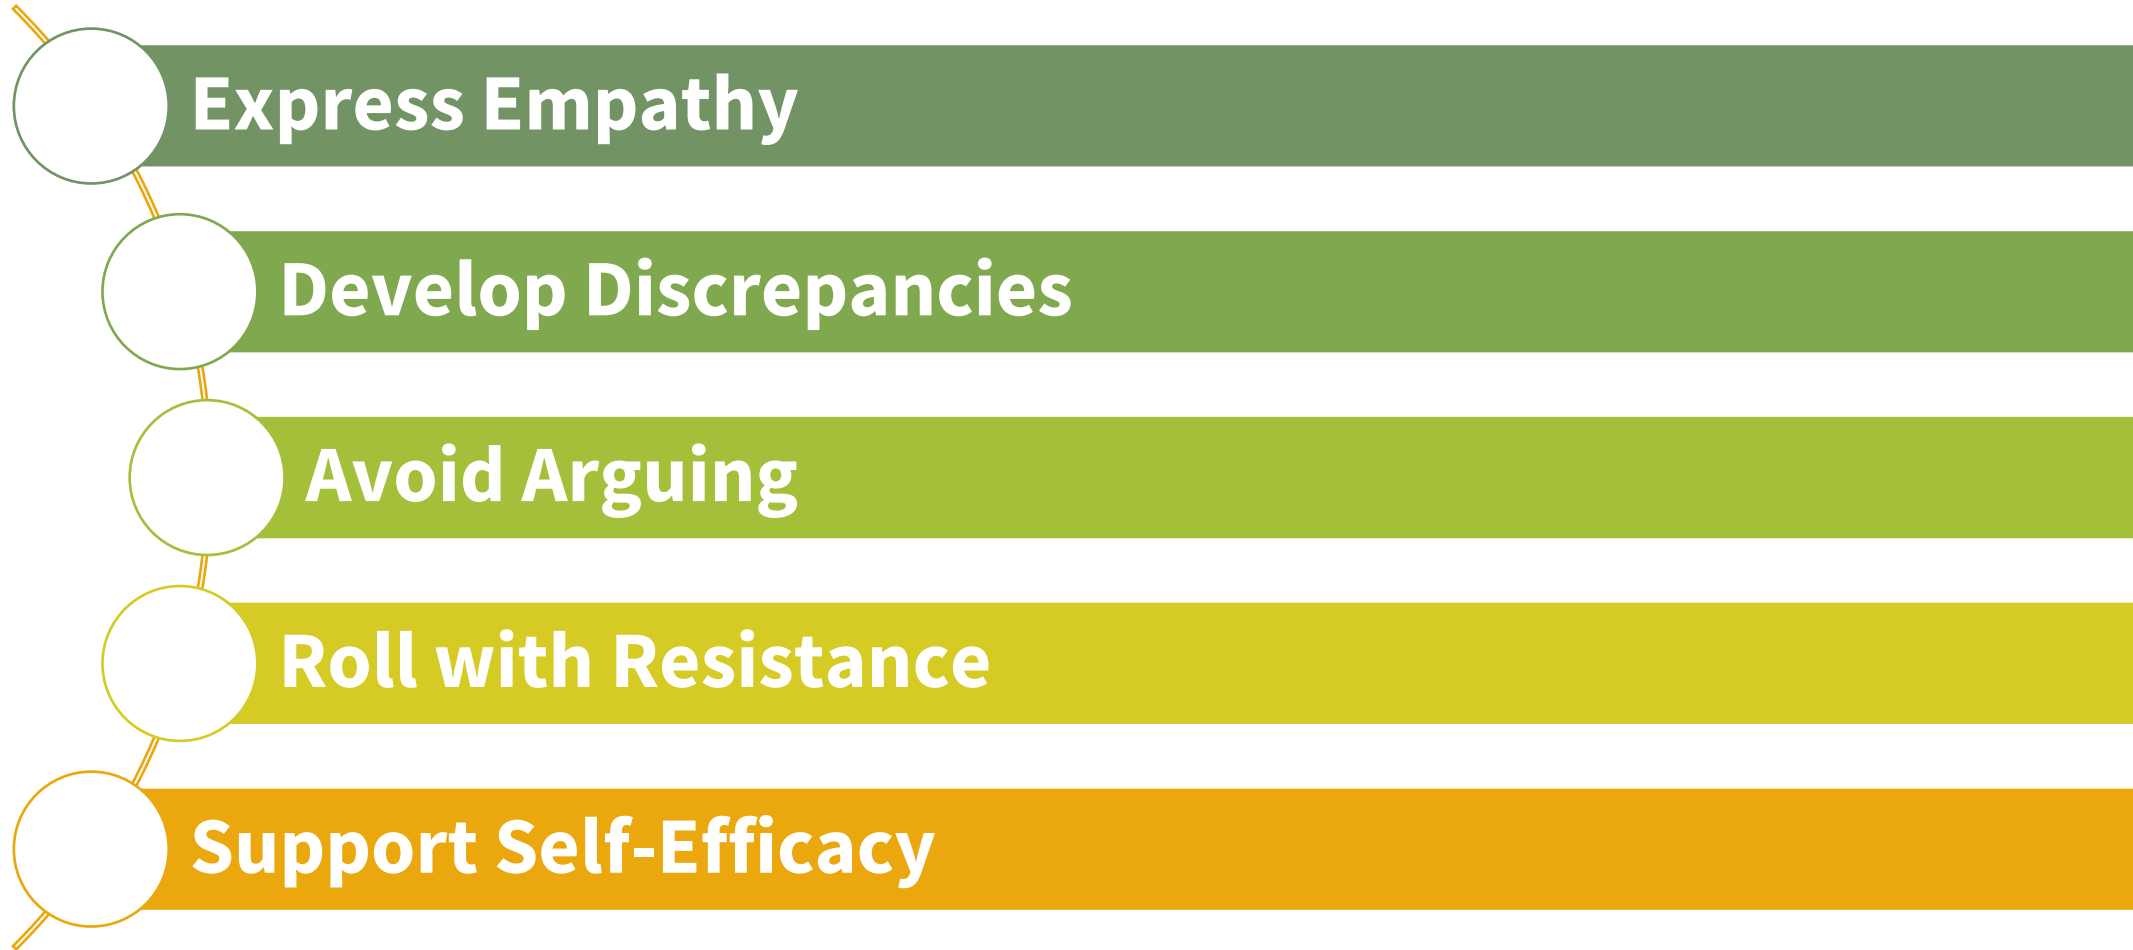 Express Empathy
Develop Discrepancies
Avoid Arguing
Roll with Resistance
Support Self-Efficacy